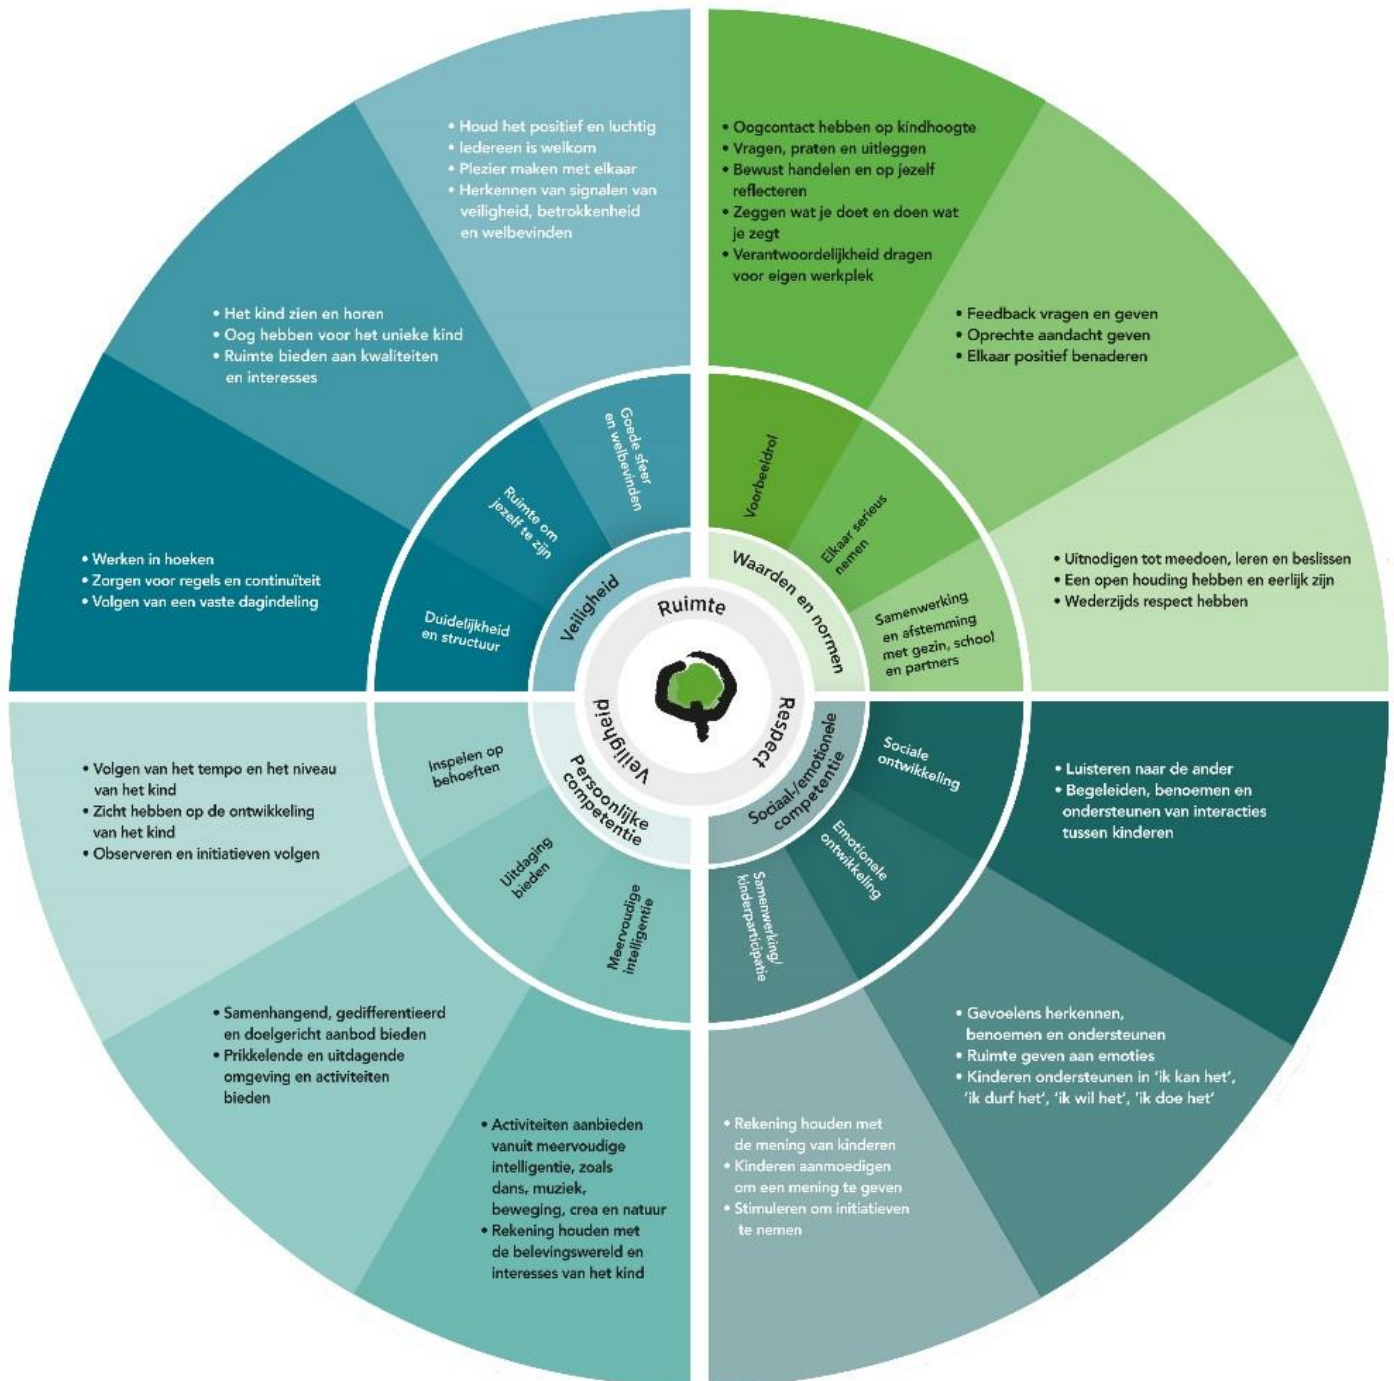 • Houd het positief en luchtig
• Iedereen is welkom
• Plezier maken met elkaar
• Herkennen van signalen van
veiligheid, betrokkenheid
en welbevinden
• Oogcontact hebben op kindhoogte
• Vragen, praten en uitleggen
• Bewust handelen en op jezelf
reflecteren
• Zeggen wat je doet en doen wat
je zegt
• Verantwoordelijkheid dragen
voor eigen werkplek
• Het kind zien en horen
• Oog hebben voor het unieke kind
• Ruimte bieden aan kwaliteiten
en interesses
• Feedback vragen en geven
• Oprechte aandacht geven
• Elkaar positief benaderen
• Werken in hoeken
• Zorgen voor regels en continuïteit
• Volgen van een vaste dagindeling
• Uitnodigen tot meedoen, leren en beslissen
• Een open houding hebben en eerlijk zijn
• Wederzijds respect hebben
Goede sfeer
en welbevinden
Ruimte om
jezelf te zijn
Duidelijkheid
en structuur
Voorbeeldrol
Elkaar serieus
nemen
Samenwerking
en afstemming
met gezin, school
en partners
Veiligheid
Waarden en normen
Ruimte
Respect
Veiligheid
Persoonlijke
competentie
Sociaal-/emotionele
competentie
Inspelen op
behoeften
Uitdaging
bieden
Meervoudige
intelligentie
Sociale
ontwikkeling
Emotionele
ontwikkeling
Samenwerking/
kinderparticipatie
• Volgen van het tempo en het niveau
van het kind
• Zicht hebben op de ontwikkeling
van het kind
• Observeren en initiatieven volgen
• Luisteren naar de ander
• Begeleiden, benoemen en
ondersteunen van interacties
tussen kinderen
• Samenhangend, gedifferentieerd
en doelgericht aanbod bieden
• Prikkelende en uitdagende
omgeving en activiteiten
bieden
• Gevoelens herkennen,
benoemen en ondersteunen
• Ruimte geven aan emoties
• Kinderen ondersteunen in ‘ik kan het’,
‘ik durf het’, ‘ik wil het’, ‘ik doe het’
• Activiteiten aanbieden
vanuit meervoudige
intelligentie, zoals
dans, muziek,
beweging, crea en natuur
• Rekening houden met
de belevingswereld en
interesses van het kind
• Rekening houden met
de mening van kinderen
• Kinderen aanmoedigen
om een mening te geven
• Stimuleren om initiatieven
te nemen